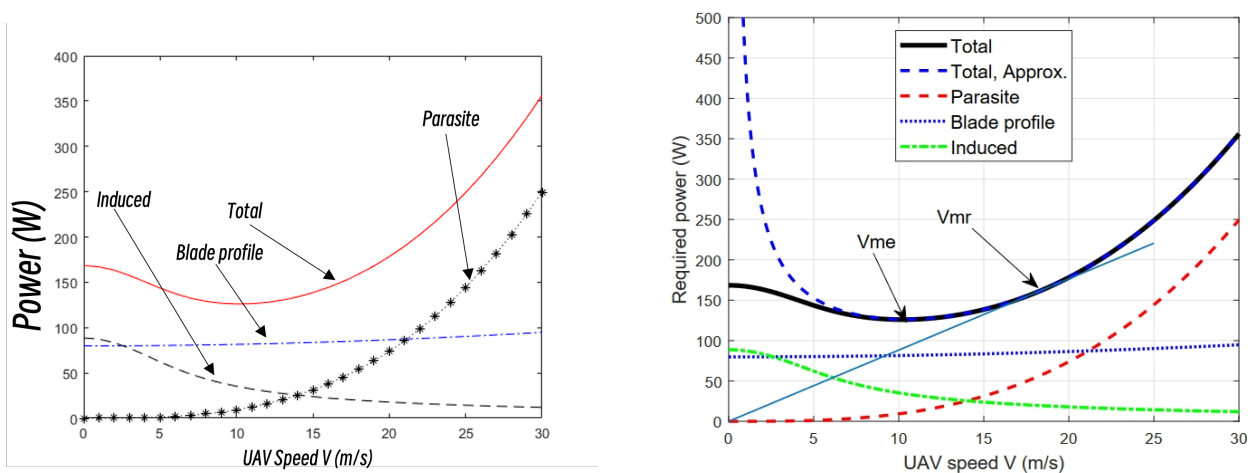 400
350
300
250
200
150
100
50
0
Power (W)
Parasite
Induced
Total
Blade profile
0 5 10 15 20 25 30
UAV Speed V (m/s)
500
450
400
350
300
250
200
150
100
50
0
Required power (W)
Total
Total, Approx.
Parasite
Blade profile
Induced
Vmr
Vme
0 5 10 15 20 25 30
UAV speed V (m/s)